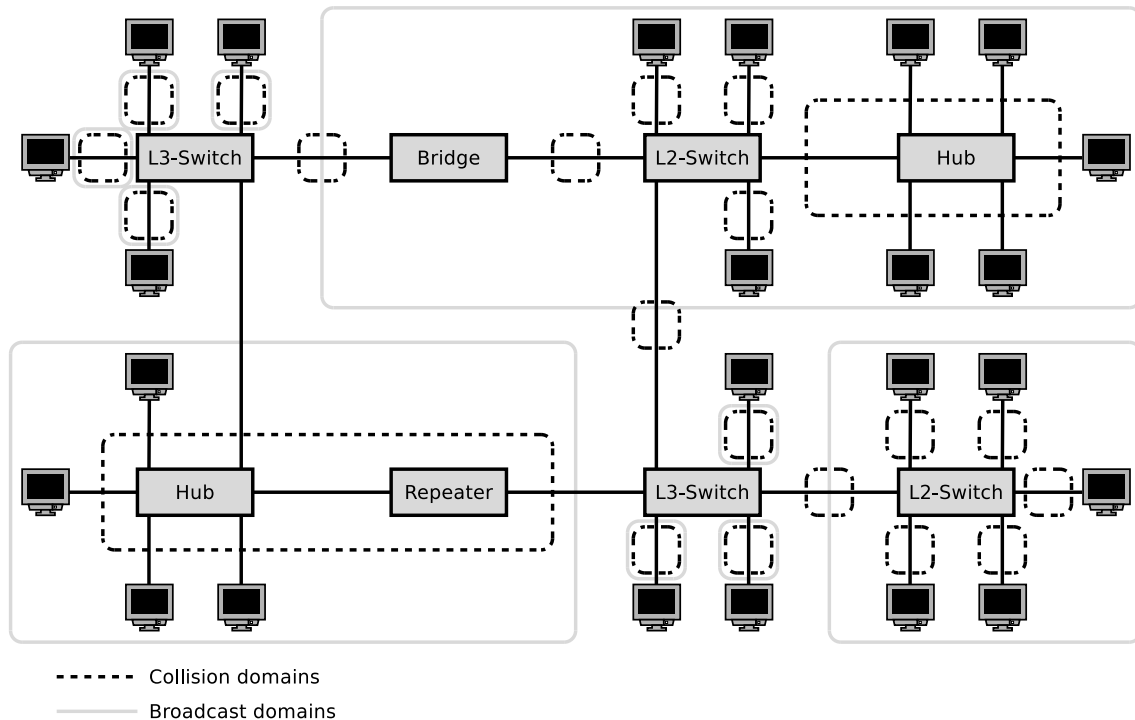 L3-Switch
Bridge
L2-Switch
Hub
Hub
Repeater
L3-Switch
L2-Switch
Collision domains
Broadcast domains